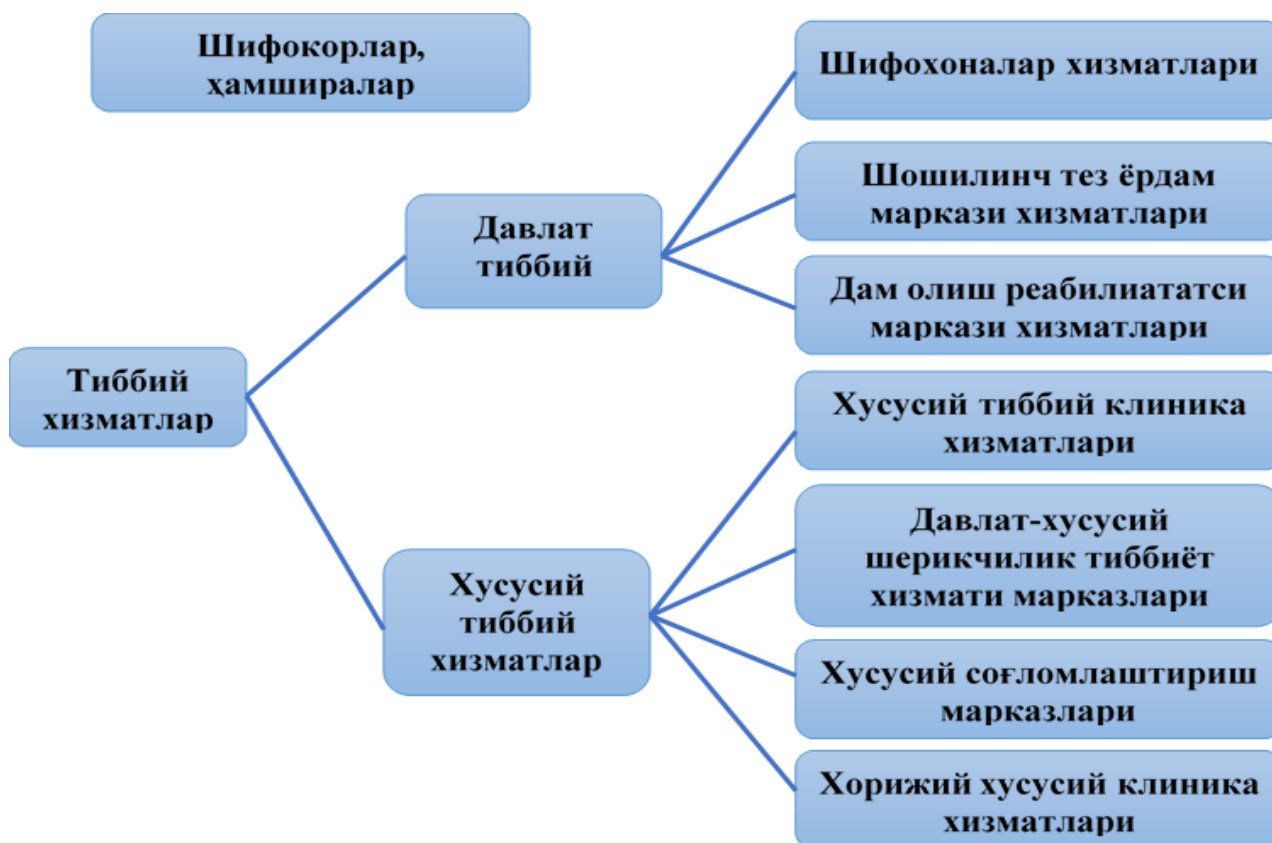 Шифокорлар,
ҳамширалар
Шифохоналар хизматлари
Шошилинч тез ёрдам
маркази хизматлари
Давлат
тиббий
Дам олиш реабилиататси
маркази хизматлари
Тиббий
хизматлар
Хусусий тиббий клиника
хизматлари
Хусусий
тиббий
хизматлар
Давлат-хусусий
шерикчилик тиббиёт
хизмати марказлари
Хусусий соғломлаштириш
марказлари
Хорижий хусусий клиника
хизматлари